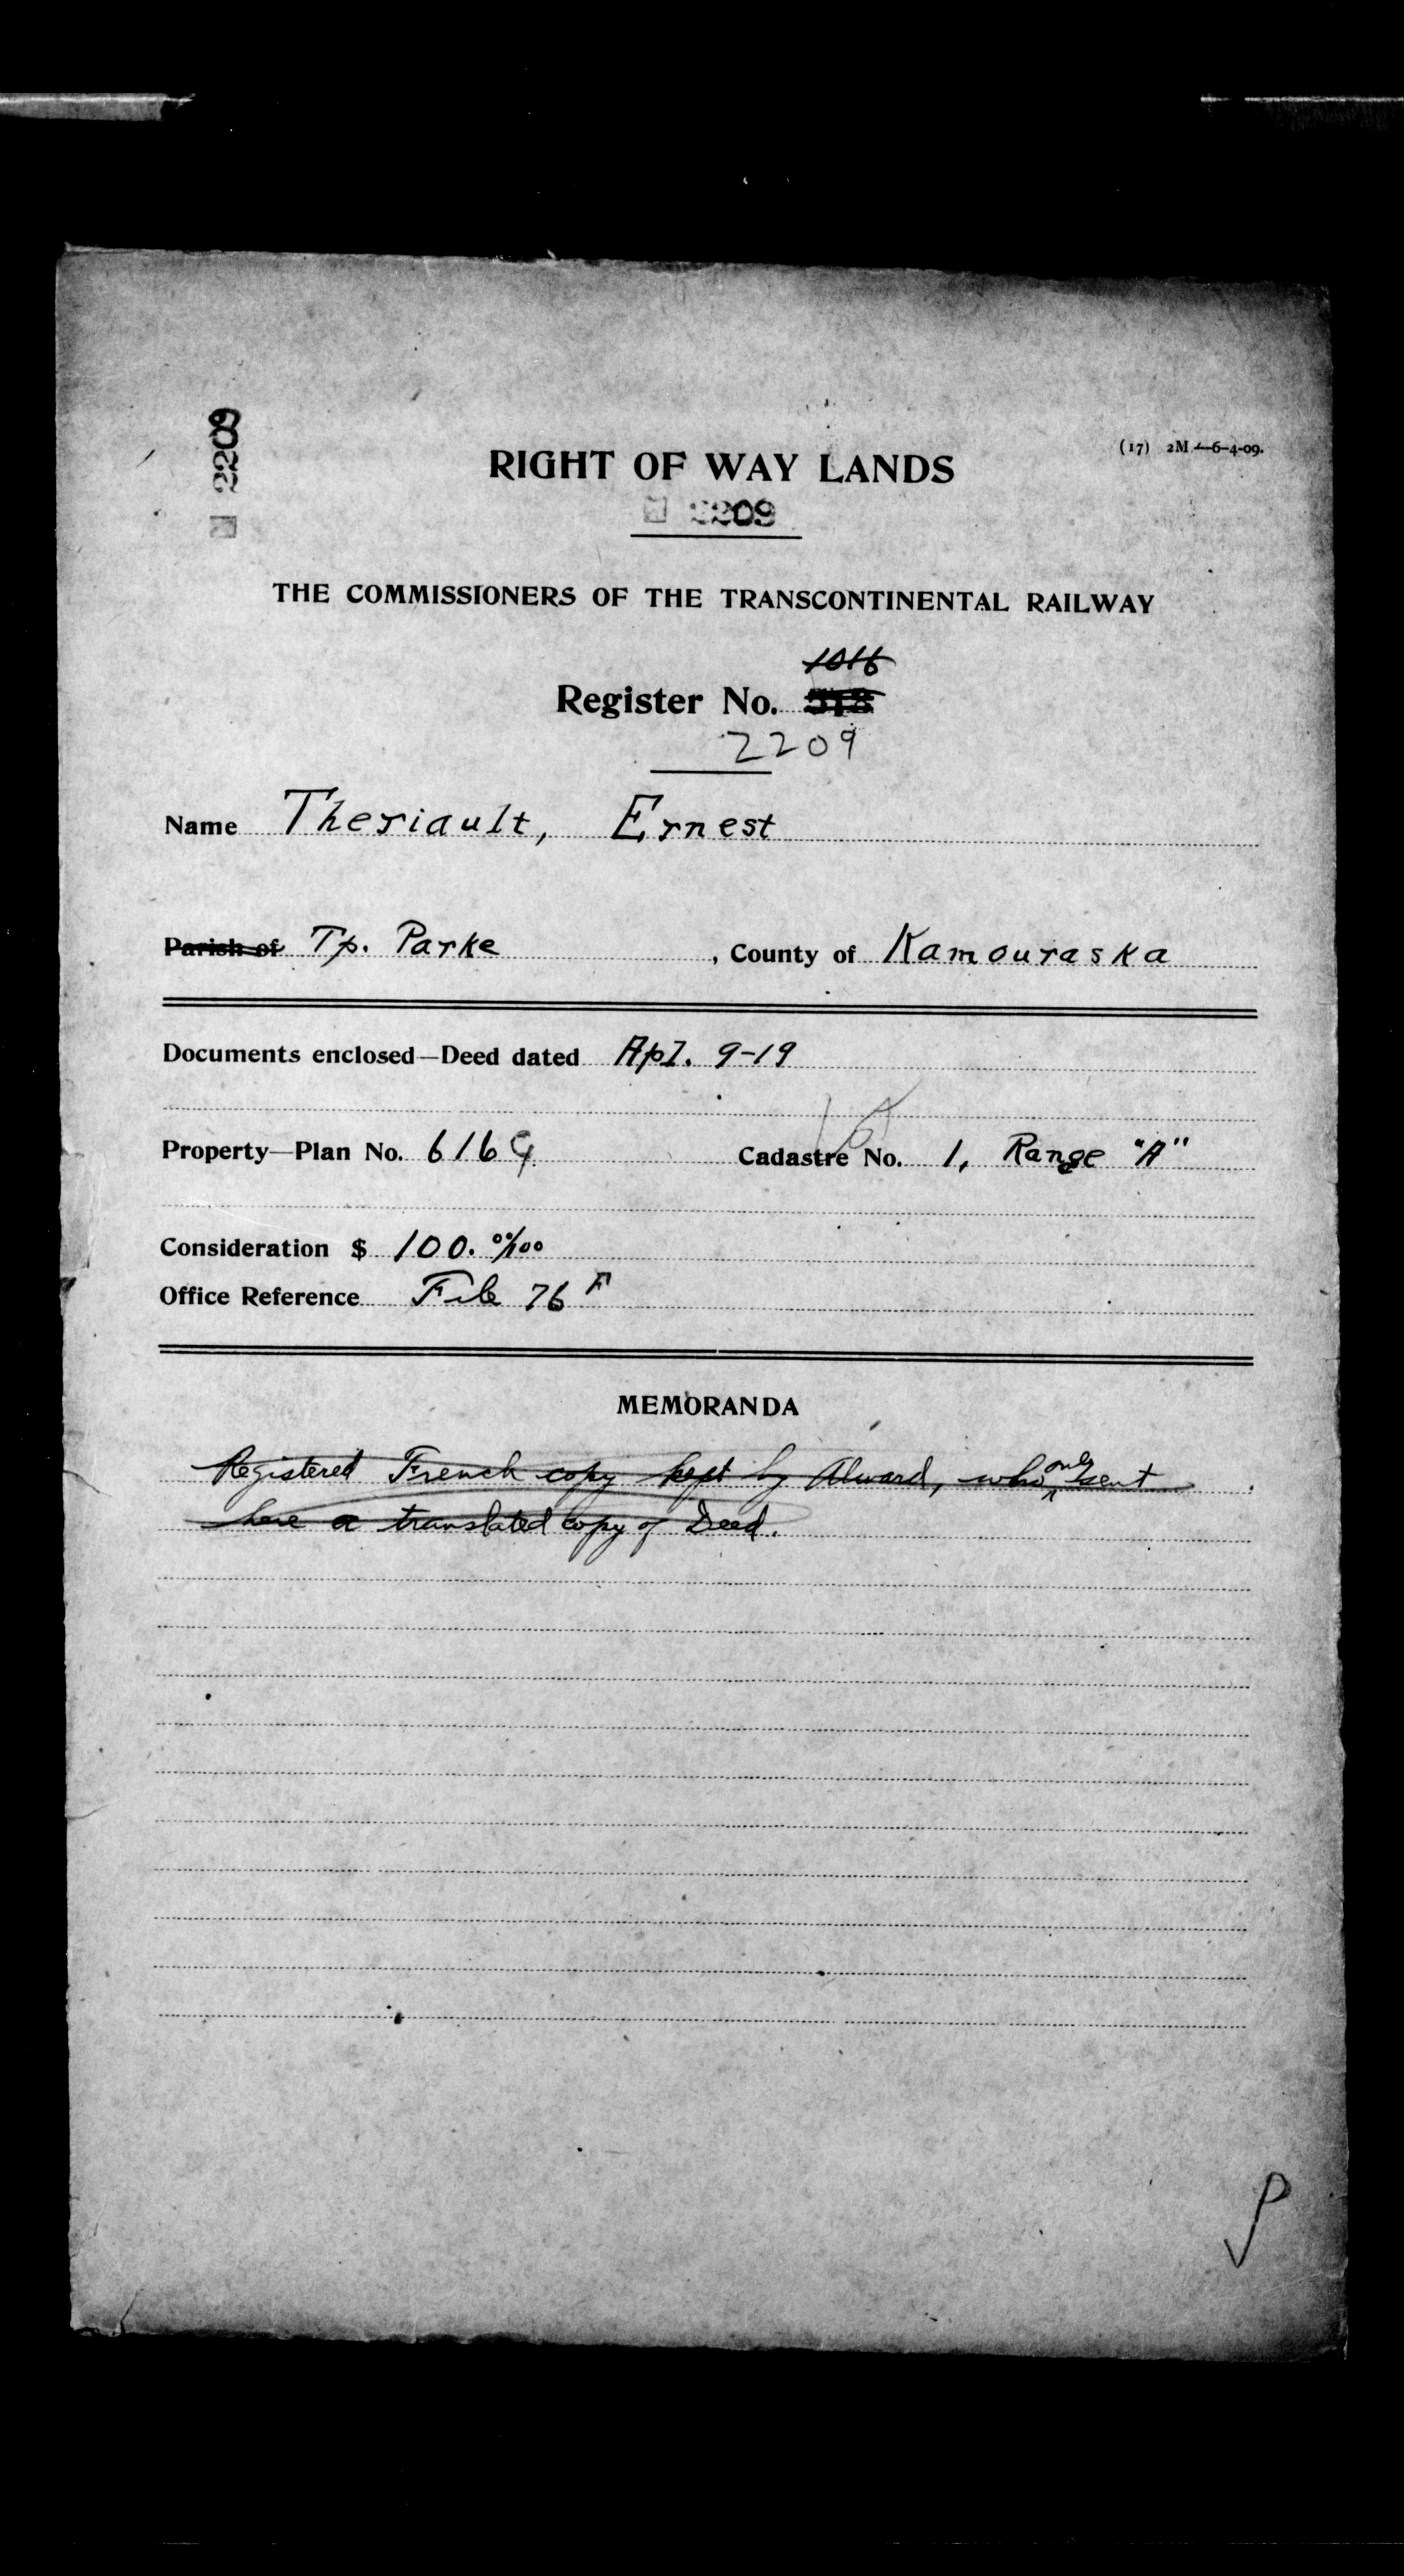 2209
(17) 2M—6-4-09.
RIGHT OF WAY LANDS
2209
THE COMMISSIONERS OF THE TRANSCONTINENTAL RAILWAY
1016
Register No.
2209
Name Theriault, Ernest
Parish of Tp. Parke, County of Kamouraska
Documents enclosed—Deed dated Apl. 9-19
Property—Plan No. 6169 Cadastre No. 1, Range "A"
Consideration $ 100. 00/100
Office Reference File 76 F
MEMORANDA
Registered French copy kept by Alward, who only sent
here a translated copy of Deed.
P